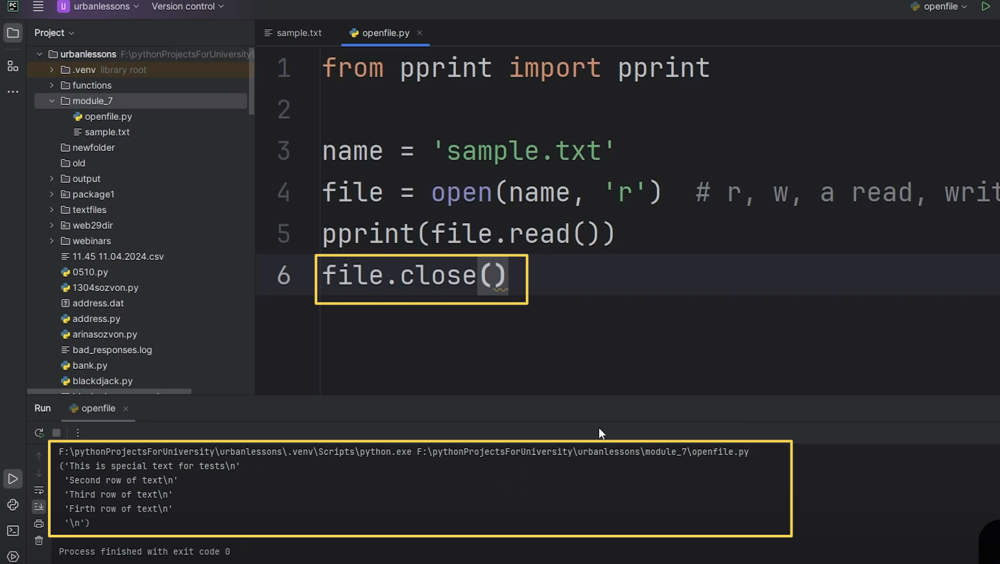 PC
U urbanlessons Version control openfile
Project
sample.txt openfile.py
urbanlessons F:\pythonProjectsForUniversity\
.venv library root
functions
module_7
openfile.py
sample.txt
newfolder
old
output
package1
textfiles
web29dir
webinars
11.45 11.04.2024.csv
0510.py
1304sozvon.py
address.dat
address.py
arinasozvon.py
bad_responses.log
bank.py
blackdjack.py
1 from pprint import pprint
2
3 name = 'sample.txt'
4 file = open(name, 'r')  # r, w, a read, writ
5 pprint(file.read())
6 file.close()
Run openfile
F:\pythonProjectsForUniversity\urbanlessons\.venv\Scripts\python.exe F:\pythonProjectsForUniversity\urbanlessons\module_7\openfile.py
('This is special text for tests\n'
 'Second row of text\n'
 'Third row of text\n'
 'Firth row of text\n'
 '\n')
Process finished with exit code 0